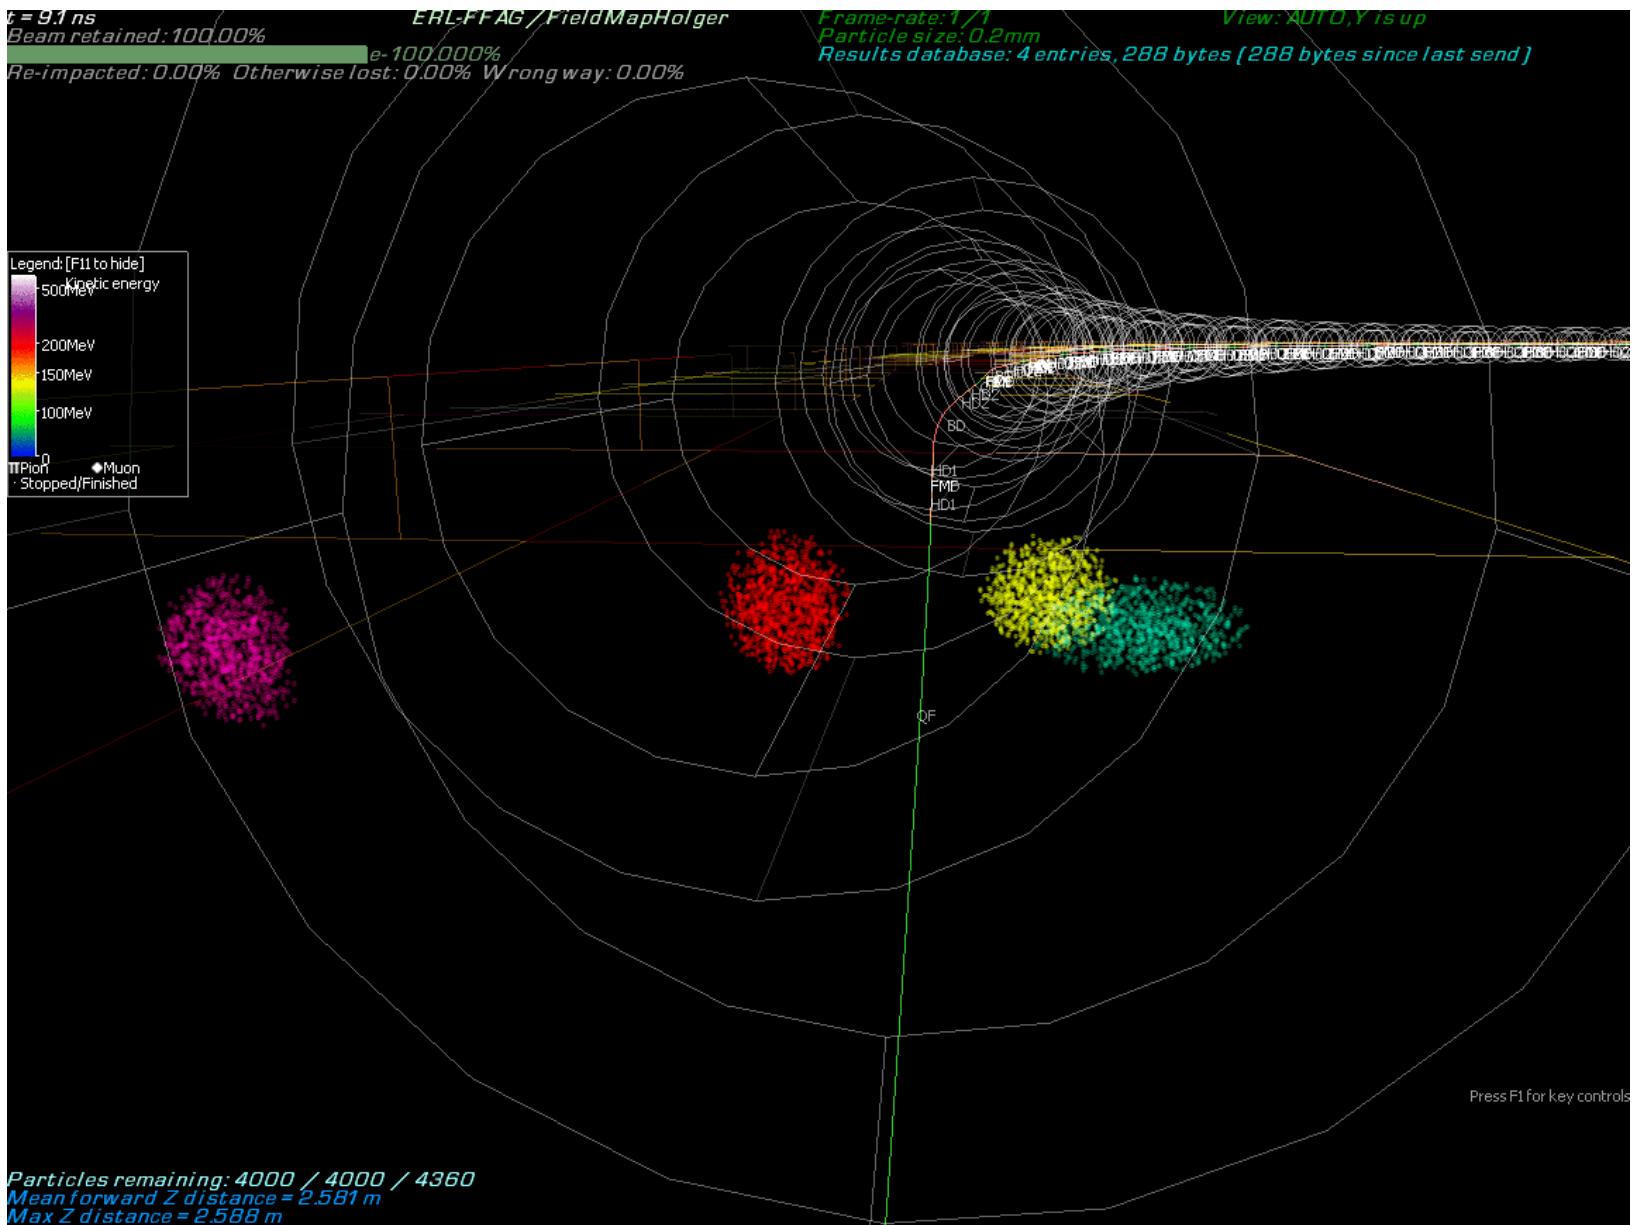 t = 9.1 ns
ERL-FFAG / FieldMapHolger
Frame-rate: 1 / 1
View: AUTO, Y is up
Beam retained: 100.00%
Particle size: 0.2mm
e- 100.000%
Results database: 4 entries, 288 bytes (288 bytes since last send)
Re-impacted: 0.00% Otherwise lost: 0.00% Wrong way: 0.00%
Legend: [F11 to hide]
Kinetic energy
500MeV
200MeV
150MeV
100MeV
0
πPion ◆Muon
· Stopped/Finished
HD2
BD
HD1
FMD
HD1
QF
Press F1 for key controls
Particles remaining: 4000 / 4000 / 4360
Mean forward Z distance = 2.581 m
Max Z distance = 2.588 m